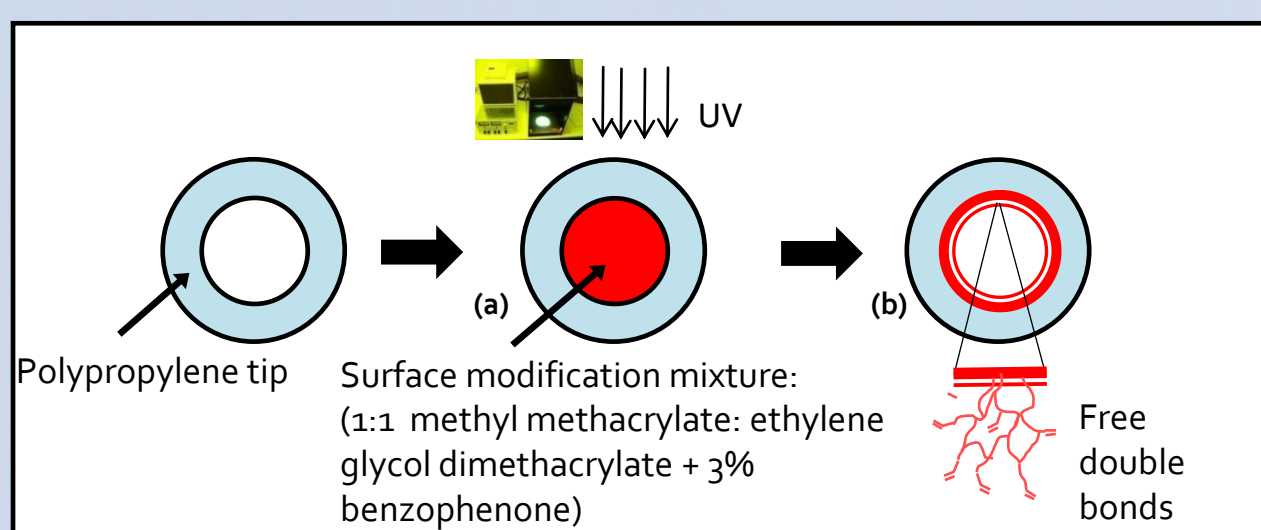 UV
(a)
(b)
Polypropylene tip
Surface modification mixture:
(1:1 methyl methacrylate: ethylene
glycol dimethacrylate + 3%
benzophenone)
Free
double
bonds